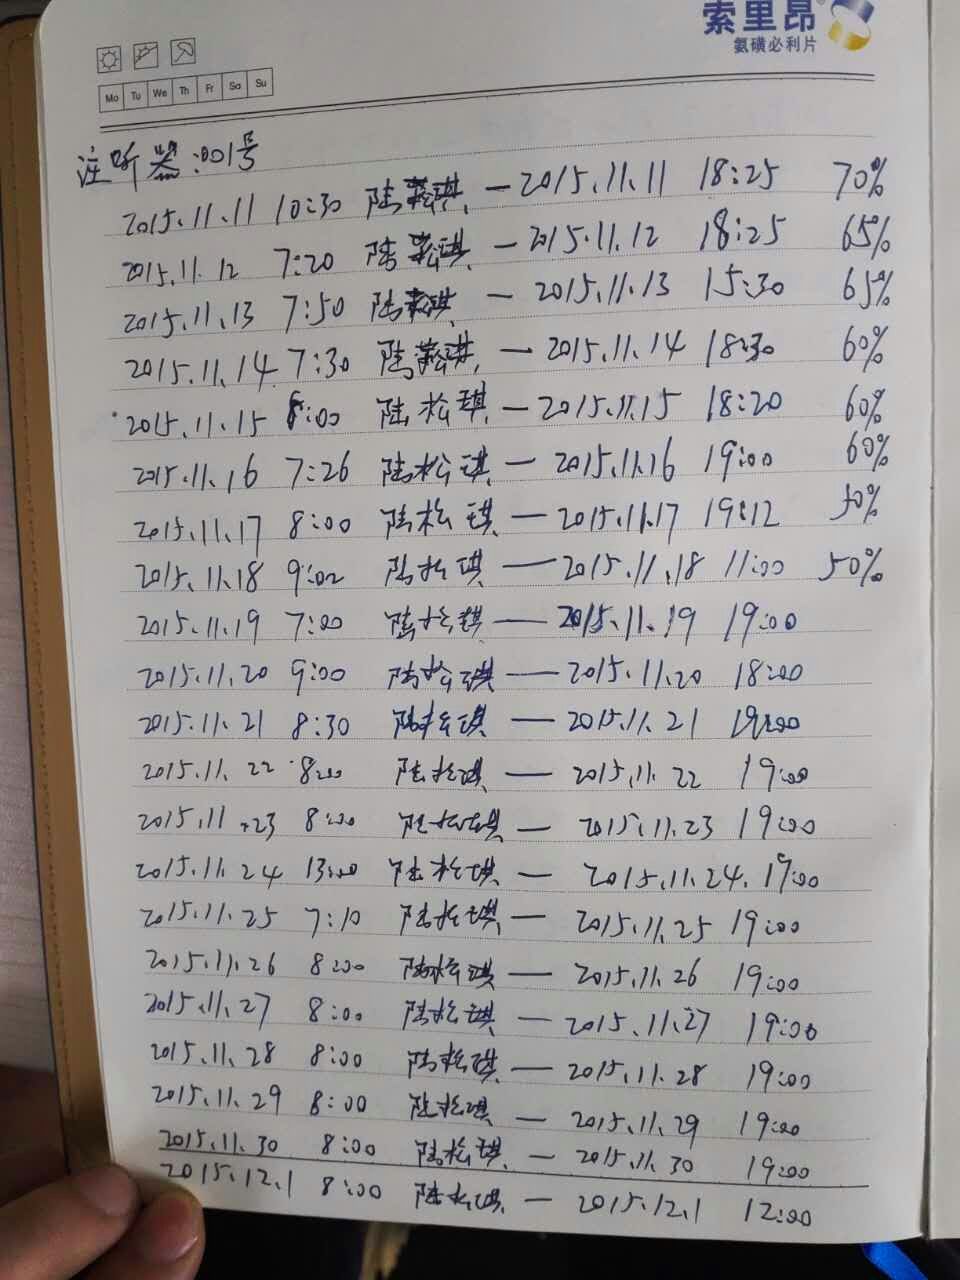 索里昂
氨磺必利片
Mo Tu We Th Fr Sa Su
注听器:001号
2015.11.11 10:30 陆菘琪 — 2015.11.11 18:25 70%
2015.11.12 7:20 陆菘琪 — 2015.11.12 18:25 65%
2015.11.13 7:50 陆菘琪 — 2015.11.13 15:30 65%
2015.11.14 7:30 陆菘琪 — 2015.11.14 18:30 60%
2015.11.15 8:00 陆松琪 — 2015.11.15 18:20 60%
2015.11.16 7:26 陆松琪 — 2015.11.16 19:00 60%
2015.11.17 8:00 陆松琪 — 2015.11.17 19:12 50%
2015.11.18 9:02 陆松琪 — 2015.11.18 11:00 50%
2015.11.19 7:00 陆松琪 — 2015.11.19 19:00
2015.11.20 9:00 陆松琪 — 2015.11.20 18:00
2015.11.21 8:30 陆松琪 — 2015.11.21 19:00
2015.11.22 8:00 陆松琪 — 2015.11.22 19:00
2015.11.23 8:00 陆松琪 — 2015.11.23 19:00
2015.11.24 13:00 陆松琪 — 2015.11.24. 19:00
2015.11.25 7:10 陆松琪 — 2015.11.25 19:00
2015.11.26 8:00 陆松琪 — 2015.11.26 19:00
2015.11.27 8:00 陆松琪 — 2015.11.27 19:00
2015.11.28 8:00 陆松琪 — 2015.11.28 19:00
2015.11.29 8:00 陆松琪 — 2015.11.29 19:00
2015.11.30 8:00 陆松琪 — 2015.11.30 19:00
2015.12.1 8:00 陆松琪 — 2015.12.1 12:00